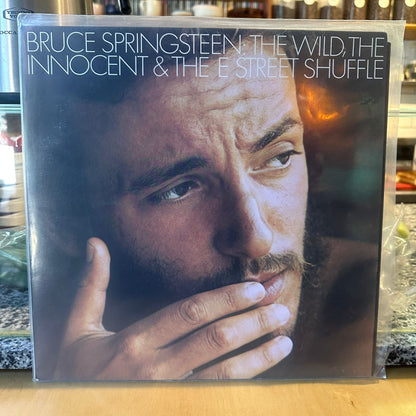 BRUCE SPRINGSTEEN: THE WILD, THE
INNOCENT & THE E STREET SHUFFLE